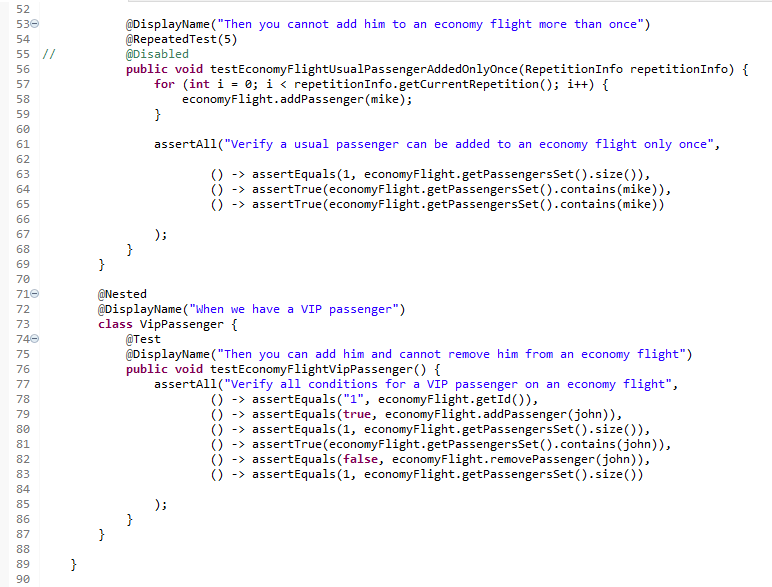 52
53 @DisplayName("Then you cannot add him to an economy flight more than once")
54 @RepeatedTest(5)
55 // @Disabled
56 public void testEconomyFlightUsualPassengerAddedOnlyOnce(RepetitionInfo repetitionInfo) {
57 for (int i = 0; i < repetitionInfo.getCurrentRepetition(); i++) {
58 economyFlight.addPassenger(mike);
59 }
60
61 assertAll("Verify a usual passenger can be added to an economy flight only once",
62
63 () -> assertEquals(1, economyFlight.getPassengersSet().size()),
64 () -> assertTrue(economyFlight.getPassengersSet().contains(mike)),
65 () -> assertTrue(economyFlight.getPassengersSet().contains(mike))
66
67 );
68 }
69 }
70
71 @Nested
72 @DisplayName("When we have a VIP passenger")
73 class VipPassenger {
74 @Test
75 @DisplayName("Then you can add him and cannot remove him from an economy flight")
76 public void testEconomyFlightVipPassenger() {
77 assertAll("Verify all conditions for a VIP passenger on an economy flight",
78 () -> assertEquals("1", economyFlight.getId()),
79 () -> assertEquals(true, economyFlight.addPassenger(john)),
80 () -> assertEquals(1, economyFlight.getPassengersSet().size()),
81 () -> assertTrue(economyFlight.getPassengersSet().contains(john)),
82 () -> assertEquals(false, economyFlight.removePassenger(john)),
83 () -> assertEquals(1, economyFlight.getPassengersSet().size())
84
85 );
86 }
87 }
88
89 }
90